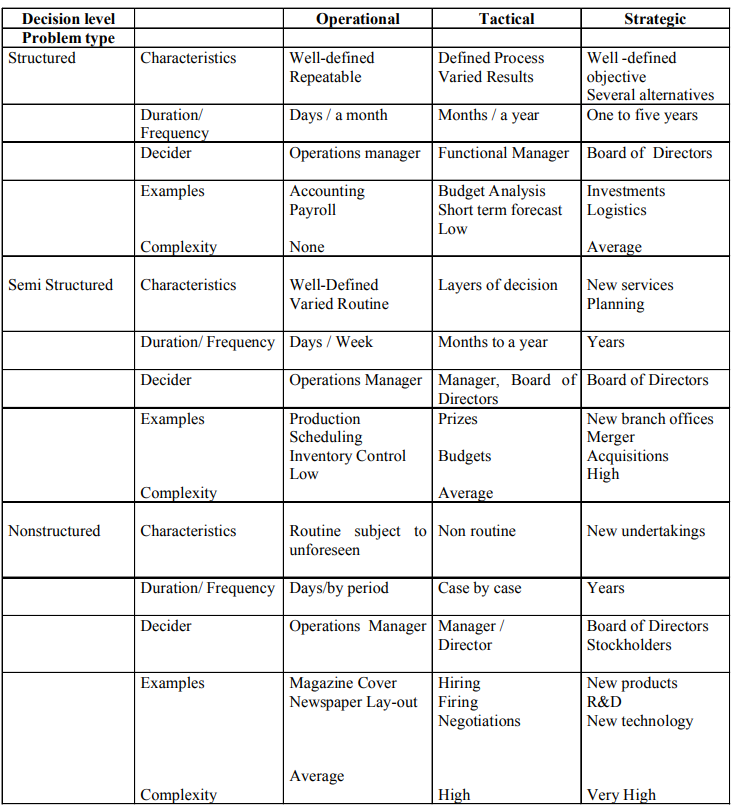 Decision level Operational Tactical Strategic
Problem type
Structured Characteristics Well-defined Defined Process Well -defined
Repeatable Varied Results objective
Several alternatives
Duration/ Days / a month Months / a year One to five years
Frequency
Decider Operations manager Functional Manager Board of Directors
Examples Accounting Budget Analysis Investments
Payroll Short term forecast Logistics
Low
Complexity None Average
Semi Structured Characteristics Well-Defined Layers of decision New services
Varied Routine Planning
Duration/ Frequency Days / Week Months to a year Years
Decider Operations Manager Manager, Board of Board of Directors
Directors
Examples Production Prizes New branch offices
Scheduling Merger
Inventory Control Budgets Acquisitions
Low High
Complexity Average
Nonstructured Characteristics Routine subject to Non routine New undertakings
unforeseen
Duration/ Frequency Days/by period Case by case Years
Decider Operations Manager Manager / Board of Directors
Director Stockholders
Examples Magazine Cover Hiring New products
Newspaper Lay-out Firing R&D
Negotiations New technology
Average
Complexity High Very High